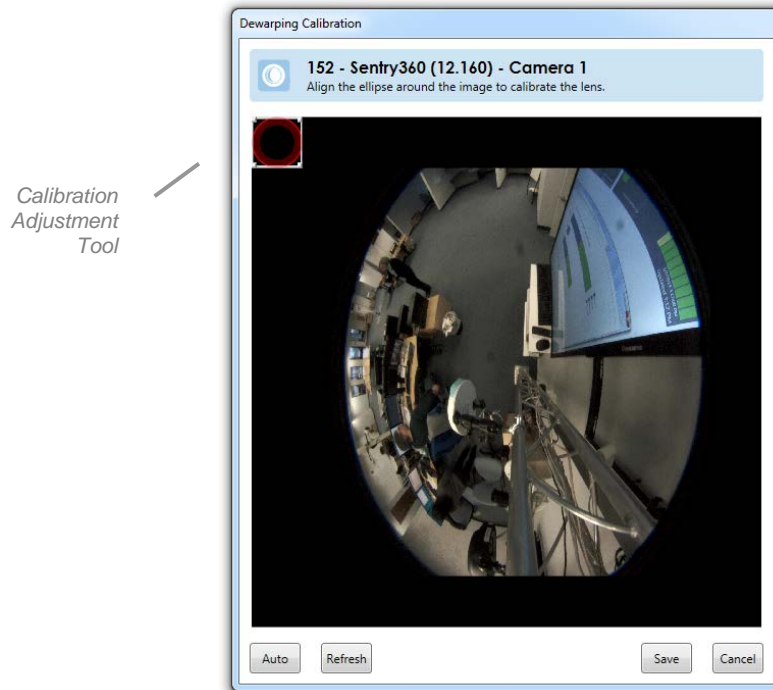 Dewarping Calibration
152 - Sentry360 (12.160) - Camera 1
Align the ellipse around the image to calibrate the lens.
Calibration
Adjustment
Tool
Auto
Refresh
Save
Cancel